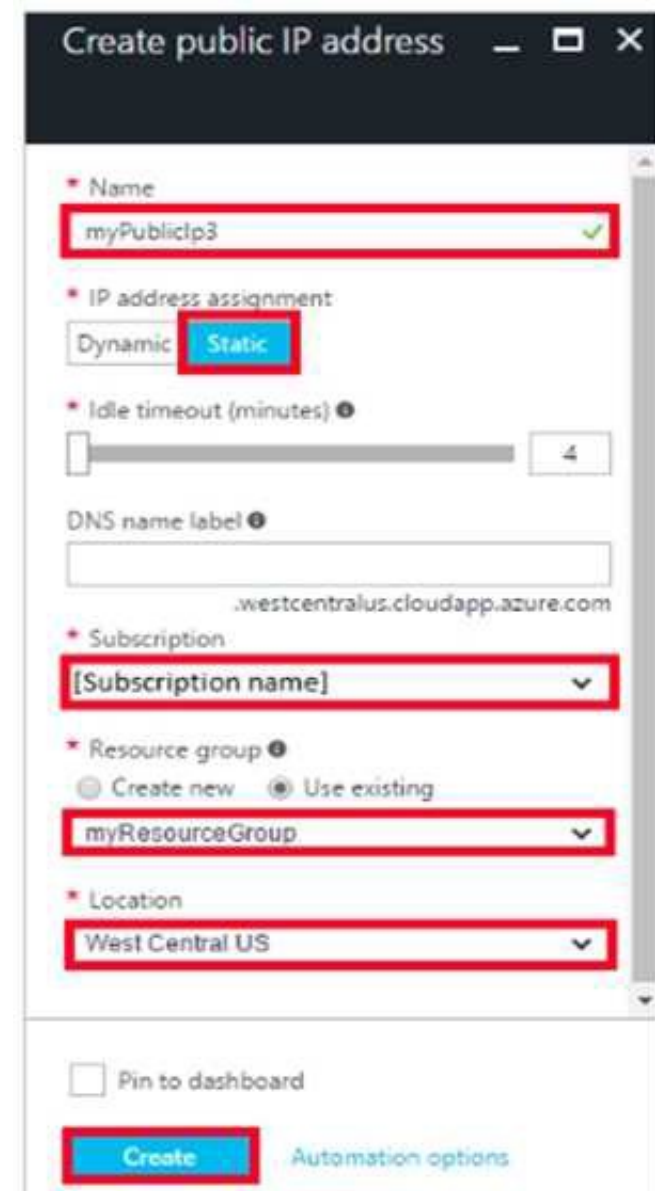 Create public IP address
* Name
myPublicIp3
* IP address assignment
Dynamic Static
* Idle timeout (minutes)
4
DNS name label
.westcentralus.cloudapp.azure.com
* Subscription
[Subscription name]
* Resource group
Create new Use existing
myResourceGroup
* Location
West Central US
Pin to dashboard
Create Automation options